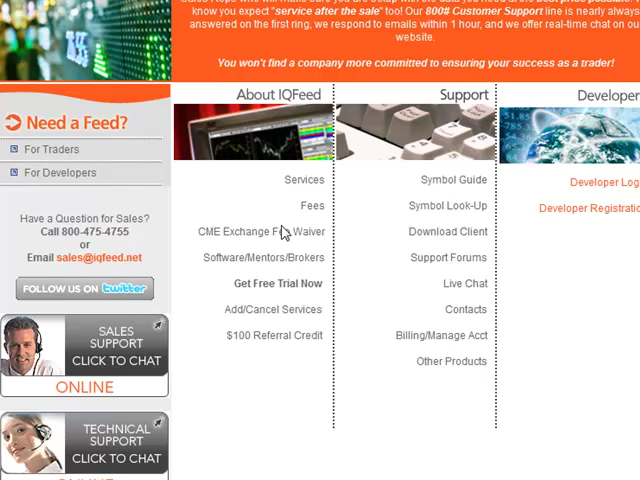 know you expect "service after the sale" too! Our 800# Customer Support line is nearly always
answered on the first ring, we respond to emails within 1 hour, and we offer real-time chat on ou
website.
You won't find a company more committed to ensuring your success as a trader!
About IQFeed
Support
Developer
Need a Feed?
For Traders
For Developers
Have a Question for Sales?
Call 800-475-4755
or
Email sales@iqfeed.net
FOLLOW US ON twitter
SALES
SUPPORT
CLICK TO CHAT
ONLINE
TECHNICAL
SUPPORT
CLICK TO CHAT
Services
Fees
CME Exchange Fee Waiver
Software/Mentors/Brokers
Get Free Trial Now
Add/Cancel Services
$100 Referral Credit
Symbol Guide
Symbol Look-Up
Download Client
Support Forums
Live Chat
Contacts
Billing/Manage Acct
Other Products
Developer Log
Developer Registratio